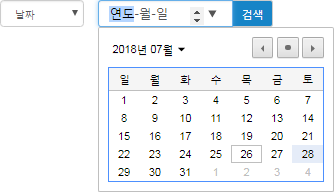 날짜 연도-월-일 검색
2018년 07월
일 월 화 수 목 금 토
1 2 3 4 5 6 7
8 9 10 11 12 13 14
15 16 17 18 19 20 21
22 23 24 25 26 27 28
29 30 31 1 2 3 4